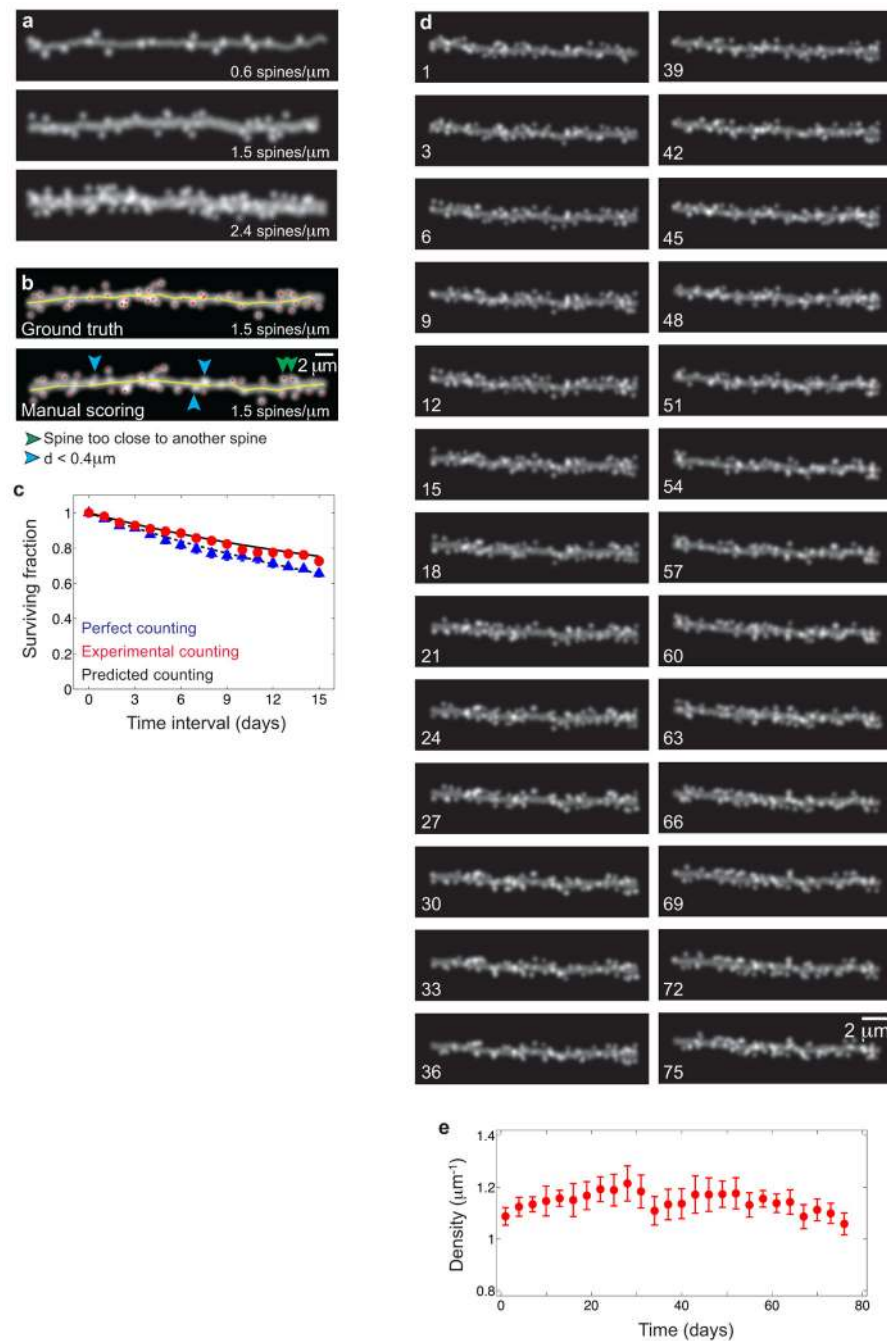 a
0.6 spines/μm
1.5 spines/μm
2.4 spines/μm
b
Ground truth
1.5 spines/μm
2 μm
Manual scoring
1.5 spines/μm
Spine too close to another spine
d < 0.4μm
c
Surviving fraction
1
0.8
0.6
0.4
0.2
0
Perfect counting
Experimental counting
Predicted counting
0 3 6 9 12 15
Time interval (days)
d
1
3
6
9
12
15
18
21
24
27
30
33
36
39
42
45
48
51
54
57
60
63
66
69
72
2 μm
75
e
Density (μm⁻¹)
1.4
1.2
1
0.8
0 20 40 60 80
Time (days)